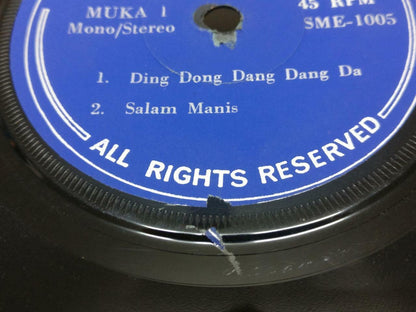 MUKA 1
Mono/Stereo
45 RPM
SME-1005
1. Ding Dong Dang Dang Da
2. Salam Manis
ALL RIGHTS RESERVED